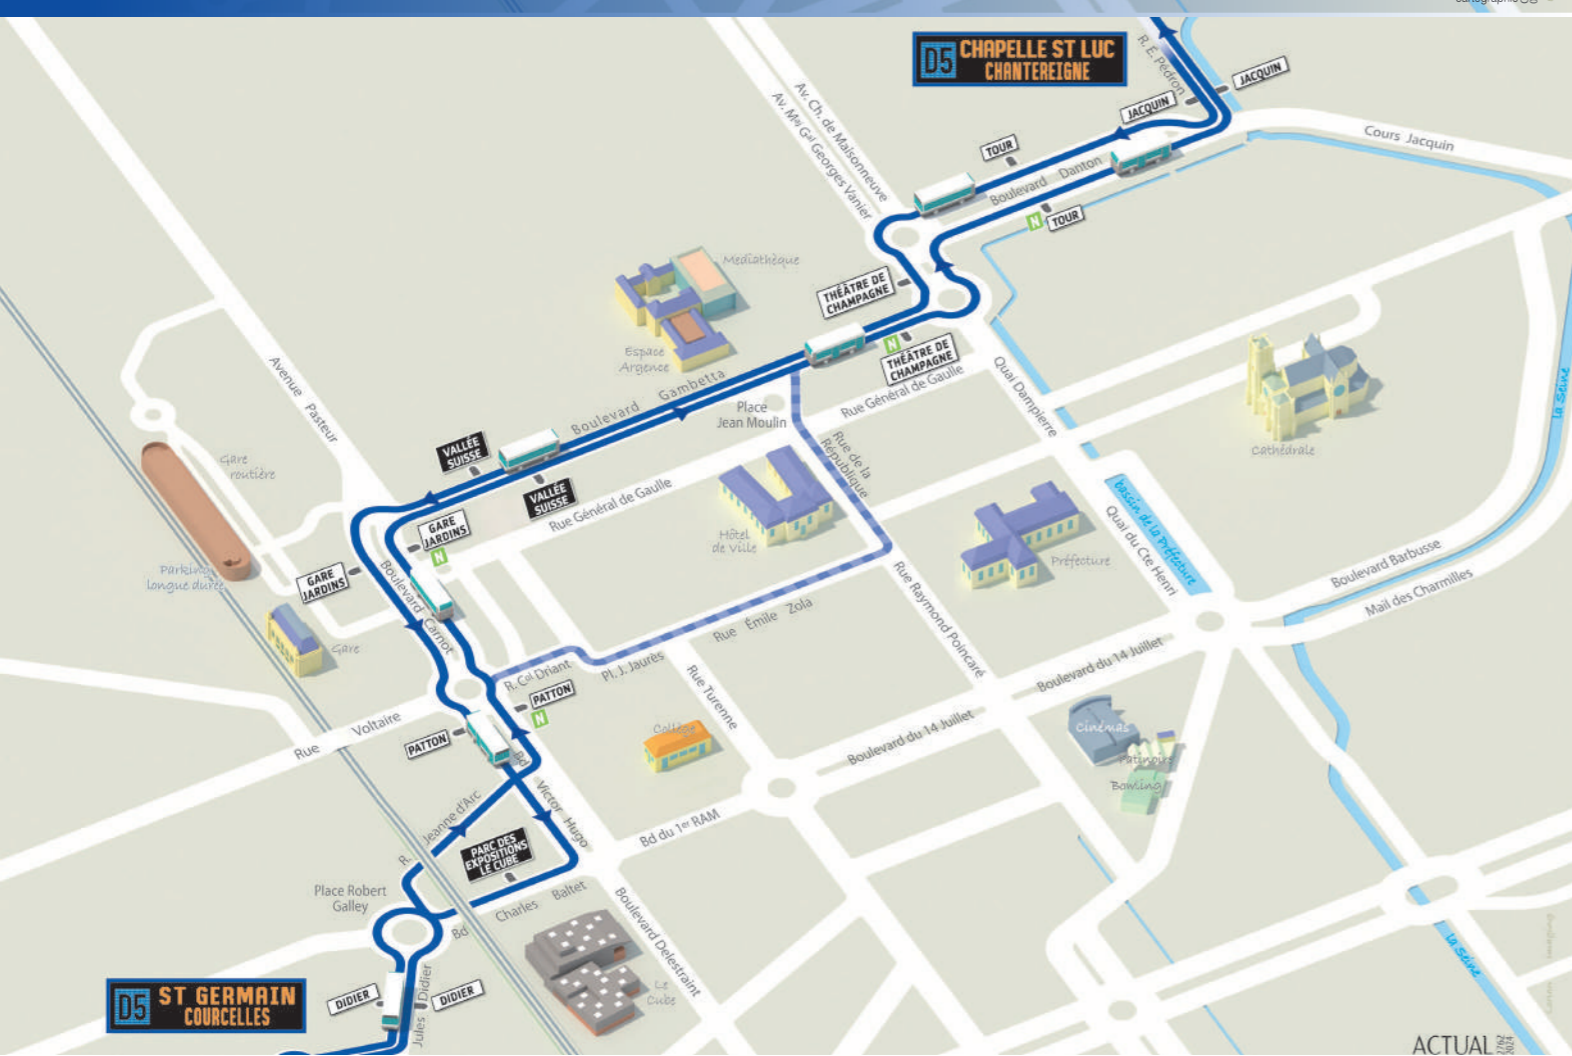 D5 CHAPELLE ST LUC
CHANTEREIGNE
R. É. Pédron
JACQUIN
JACQUIN
Cours Jacquin
Av. Ch. de Maisonneuve
Av. Maj Gal Georges Vanier
TOUR
Boulevard Danton
N TOUR
la Seine
Médiathèque
THÉÂTRE DE
CHAMPAGNE
Espace
Argence
N
THÉÂTRE DE
CHAMPAGNE
Avenue Pasteur
Boulevard Gambetta
Place
Jean Moulin
Rue Général de Gaulle
Quai Dampierre
Cathédrale
Gare
routière
VALLÉE
SUISSE
VALLÉE
SUISSE
Rue de la
République
Rue Général de Gaulle
GARE
JARDINS
N
Hôtel
de Ville
bassin de la Préfecture
Quai du Cte Henri
Préfecture
Parking
longue durée
GARE
JARDINS
Boulevard Carnot
Boulevard Barbusse
Mail des Charmilles
Gare
Rue Émile Zola
Rue Raymond Poincaré
R. Col Driant
Pl. J. Jaurès
Boulevard du 14 Juillet
PATTON
N
Rue Turenne
Rue Voltaire
PATTON
Collège
Boulevard du 14 Juillet
Cinémas
Patinoire
Bowling
Bd Victor Hugo
R. Jeanne d'Arc
Bd du 1er RAM
PARC DES
EXPOSITIONS
LE CUBE
Place Robert
Galley
Bd Charles Baltet
Boulevard Delestraint
la Seine
Le
Cube
D5 ST GERMAIN
COURCELLES
DIDIER
DIDIER
Jules Didier
ACTUAL